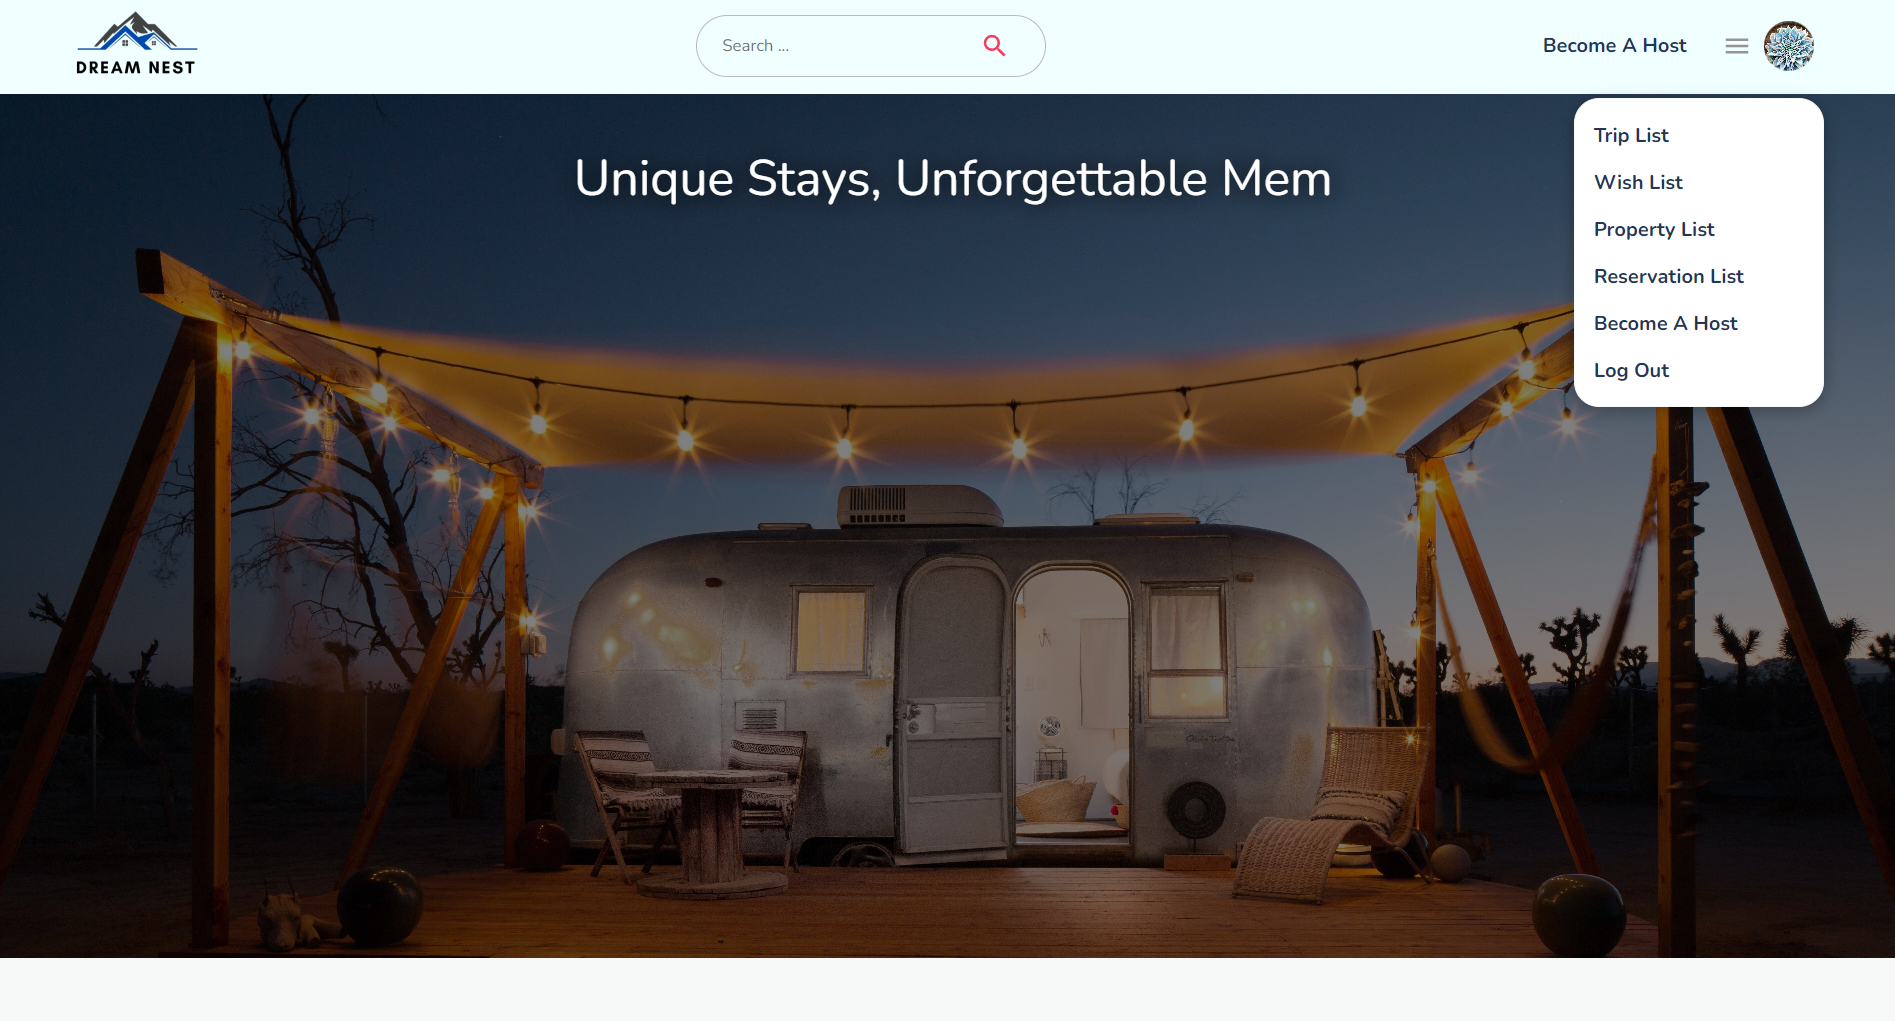 DREAM NEST
Search ...
Become A Host
Unique Stays, Unforgettable Mem
Trip List
Wish List
Property List
Reservation List
Become A Host
Log Out